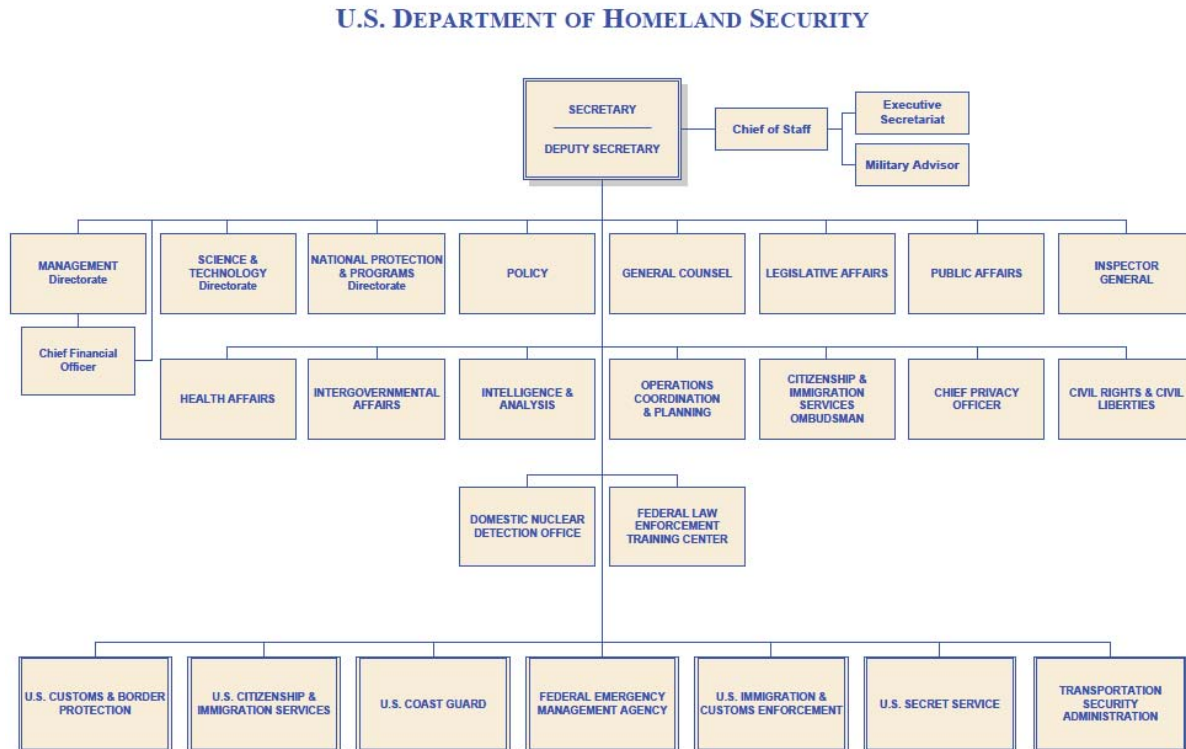 U.S. DEPARTMENT OF HOMELAND SECURITY
SECRETARY
DEPUTY SECRETARY
Chief of Staff
Executive
Secretariat
Military Advisor
MANAGEMENT
Directorate
SCIENCE &
TECHNOLOGY
Directorate
NATIONAL PROTECTION
& PROGRAMS
Directorate
POLICY
GENERAL COUNSEL
LEGISLATIVE AFFAIRS
PUBLIC AFFAIRS
INSPECTOR
GENERAL
Chief Financial
Officer
HEALTH AFFAIRS
INTERGOVERNMENTAL
AFFAIRS
INTELLIGENCE &
ANALYSIS
OPERATIONS
COORDINATION
& PLANNING
CITIZENSHIP &
IMMIGRATION
SERVICES
OMBUDSMAN
CHIEF PRIVACY
OFFICER
CIVIL RIGHTS & CIVIL
LIBERTIES
DOMESTIC NUCLEAR
DETECTION OFFICE
FEDERAL LAW
ENFORCEMENT
TRAINING CENTER
U.S. CUSTOMS & BORDER
PROTECTION
U.S. CITIZENSHIP &
IMMIGRATION SERVICES
U.S. COAST GUARD
FEDERAL EMERGENCY
MANAGEMENT AGENCY
U.S. IMMIGRATION &
CUSTOMS ENFORCEMENT
U.S. SECRET SERVICE
TRANSPORTATION
SECURITY
ADMINISTRATION